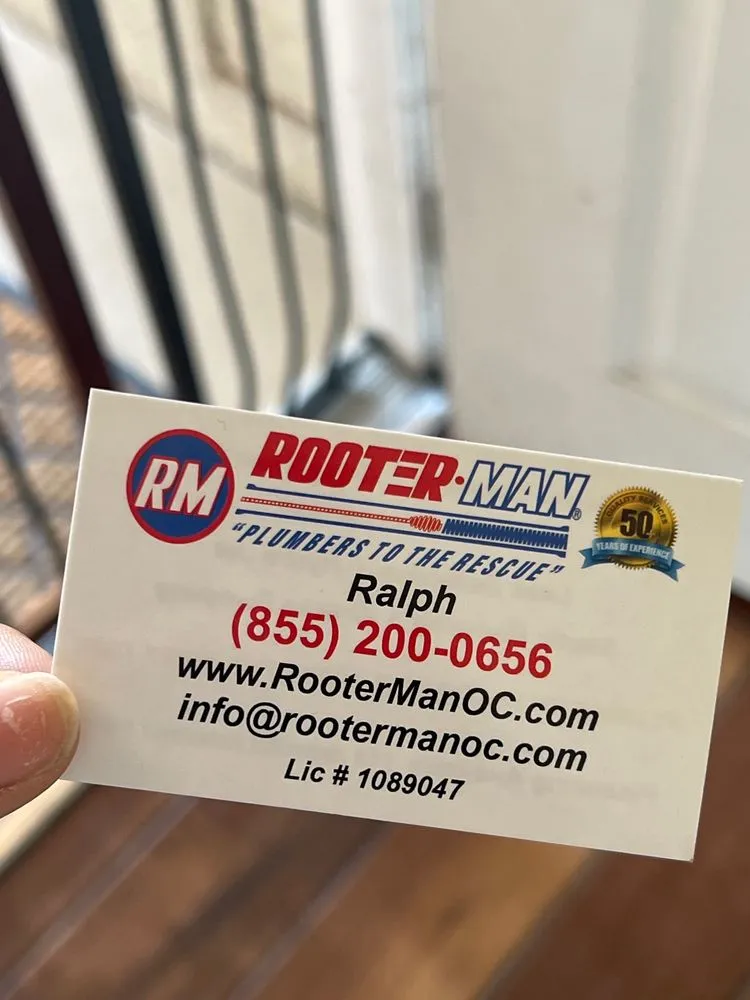 RM
ROOTER·MAN®
"PLUMBERS TO THE RESCUE"
QUALITY SERVICES
50
YEARS OF EXPERIENCE
Ralph
(855) 200-0656
www.RooterManOC.com
info@rootermanoc.com
Lic # 1089047